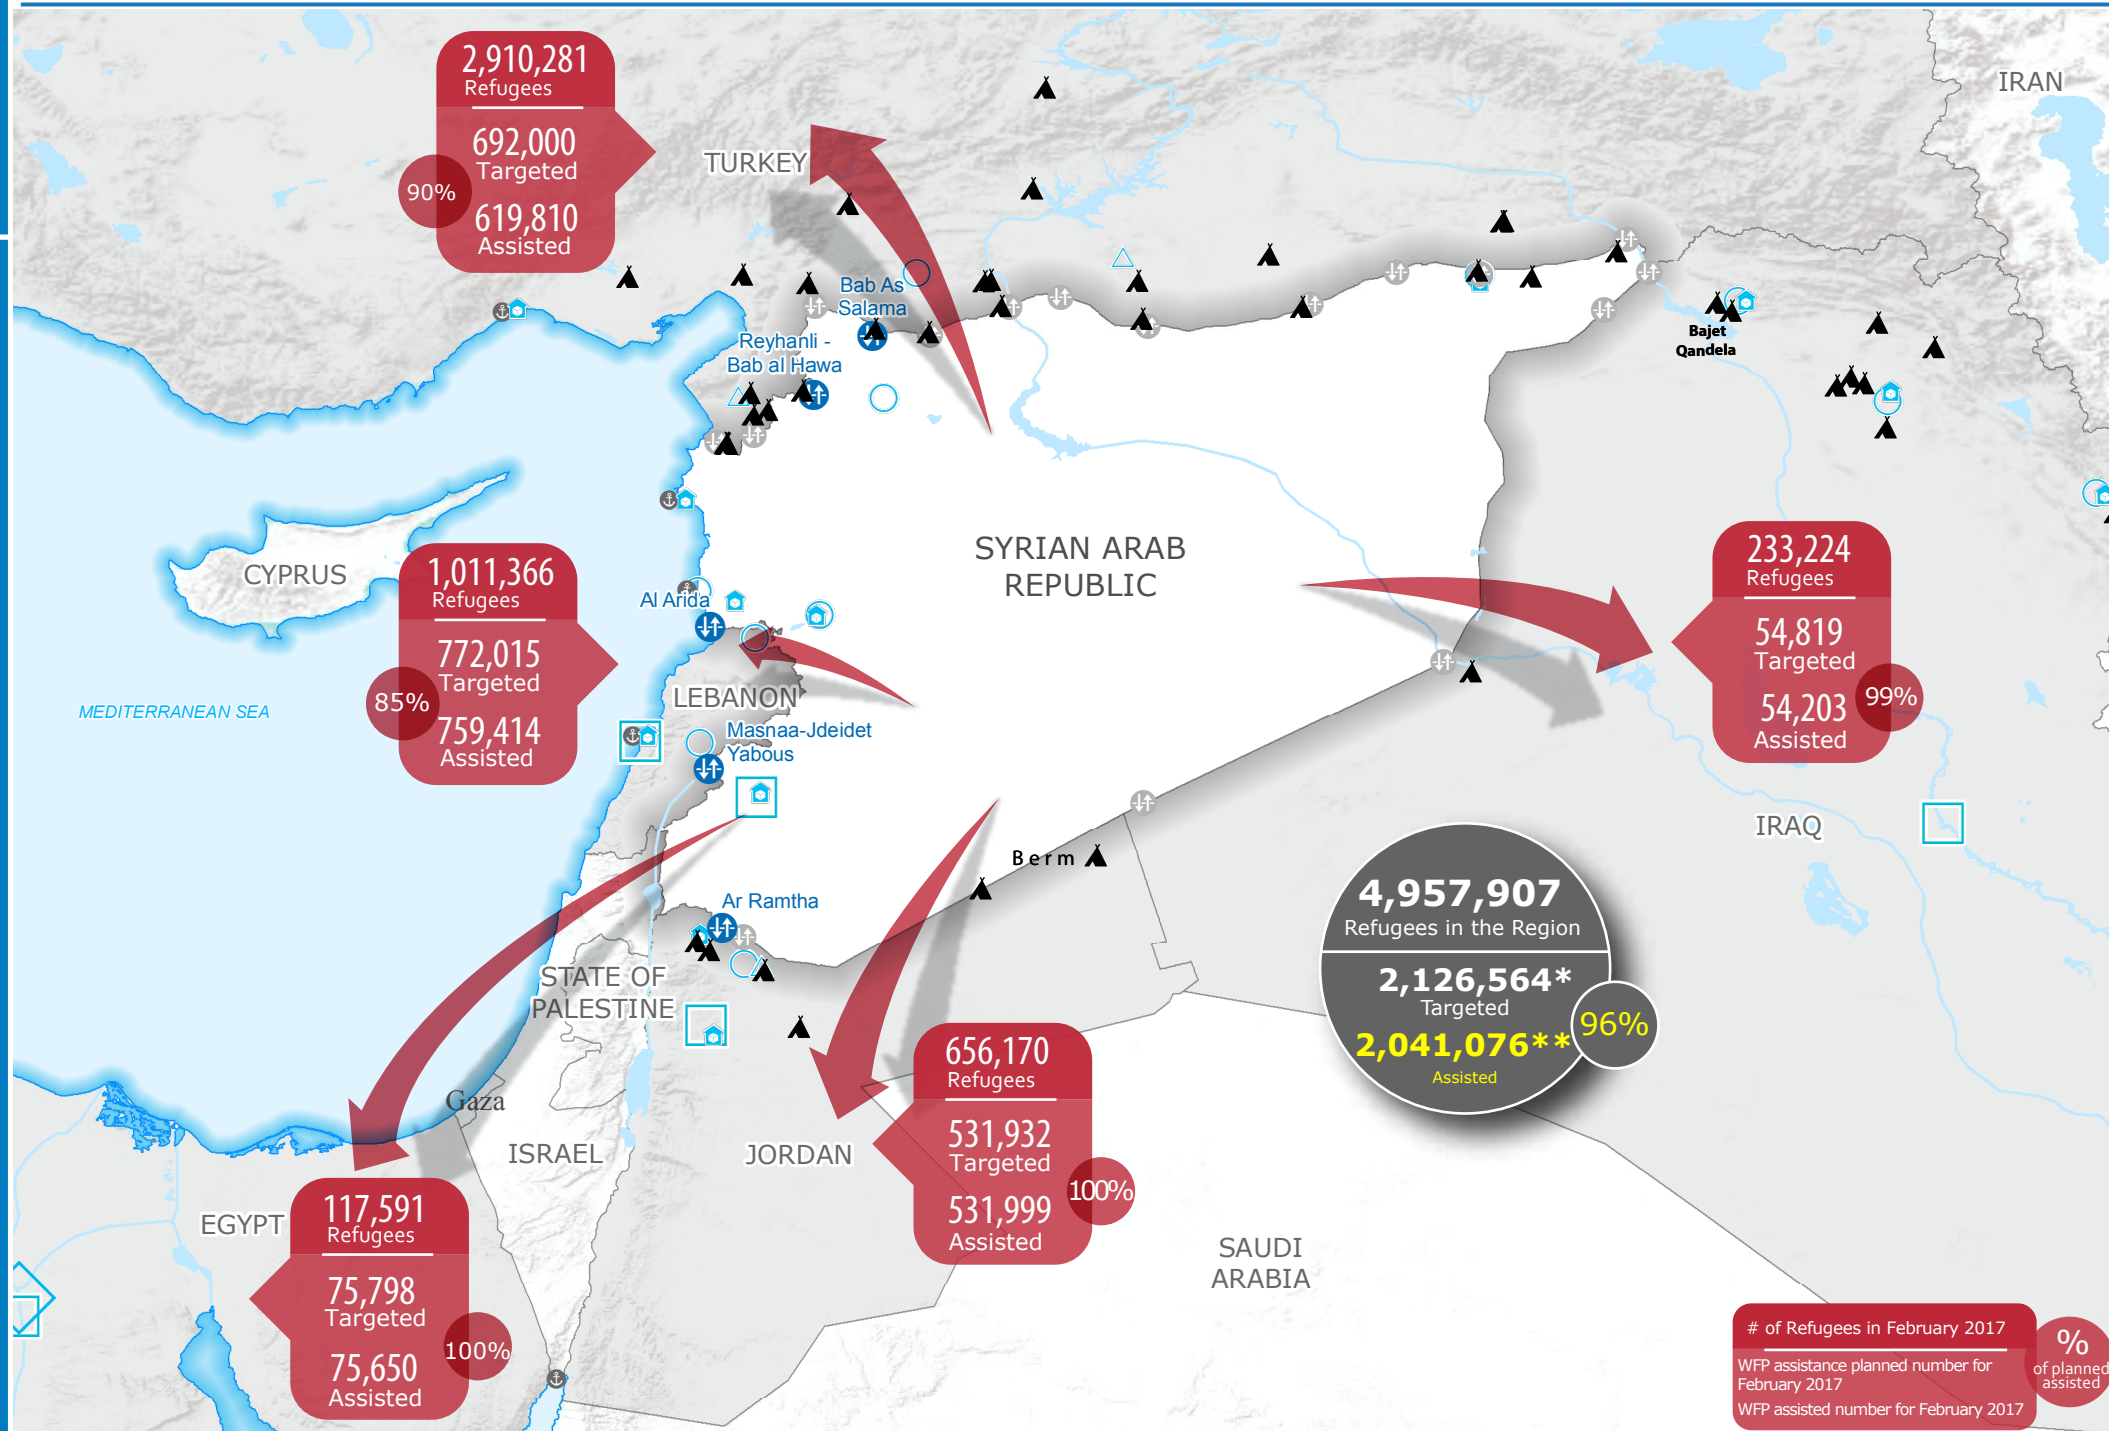 2,910,281
Refugees
692,000
Targeted
90%
619,810
Assisted
TURKEY
IRAN
Bab As
Salama
Reyhanli -
Bab al Hawa
Bajet
Qandela
SYRIAN ARAB
REPUBLIC
CYPRUS
1,011,366
Refugees
772,015
Targeted
85%
759,414
Assisted
Al Arida
LEBANON
MEDITERRANEAN SEA
Masnaa-Jdeidet
Yabous
233,224
Refugees
54,819
Targeted
99%
54,203
Assisted
IRAQ
Berm
Ar Ramtha
4,957,907
Refugees in the Region
2,126,564*
Targeted
96%
2,041,076**
Assisted
STATE OF
PALESTINE
Gaza
ISRAEL
JORDAN
656,170
Refugees
531,932
Targeted
100%
531,999
Assisted
EGYPT
117,591
Refugees
75,798
Targeted
100%
75,650
Assisted
SAUDI
ARABIA
# of Refugees in February 2017
WFP assistance planned number for
February 2017
WFP assisted number for February 2017
%
of planned
assisted